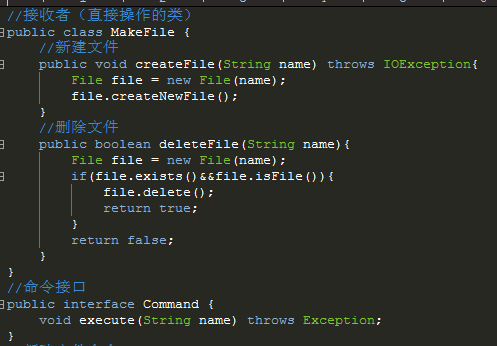 //接收者（直接操作的类）
public class MakeFile {
//新建文件
public void createFile(String name) throws IOException{
File file = new File(name);
file.createNewFile();
}
//删除文件
public boolean deleteFile(String name){
File file = new File(name);
if(file.exists()&&file.isFile()){
file.delete();
return true;
}
return false;
}
}
//命令接口
public interface Command {
void execute(String name) throws Exception;
}